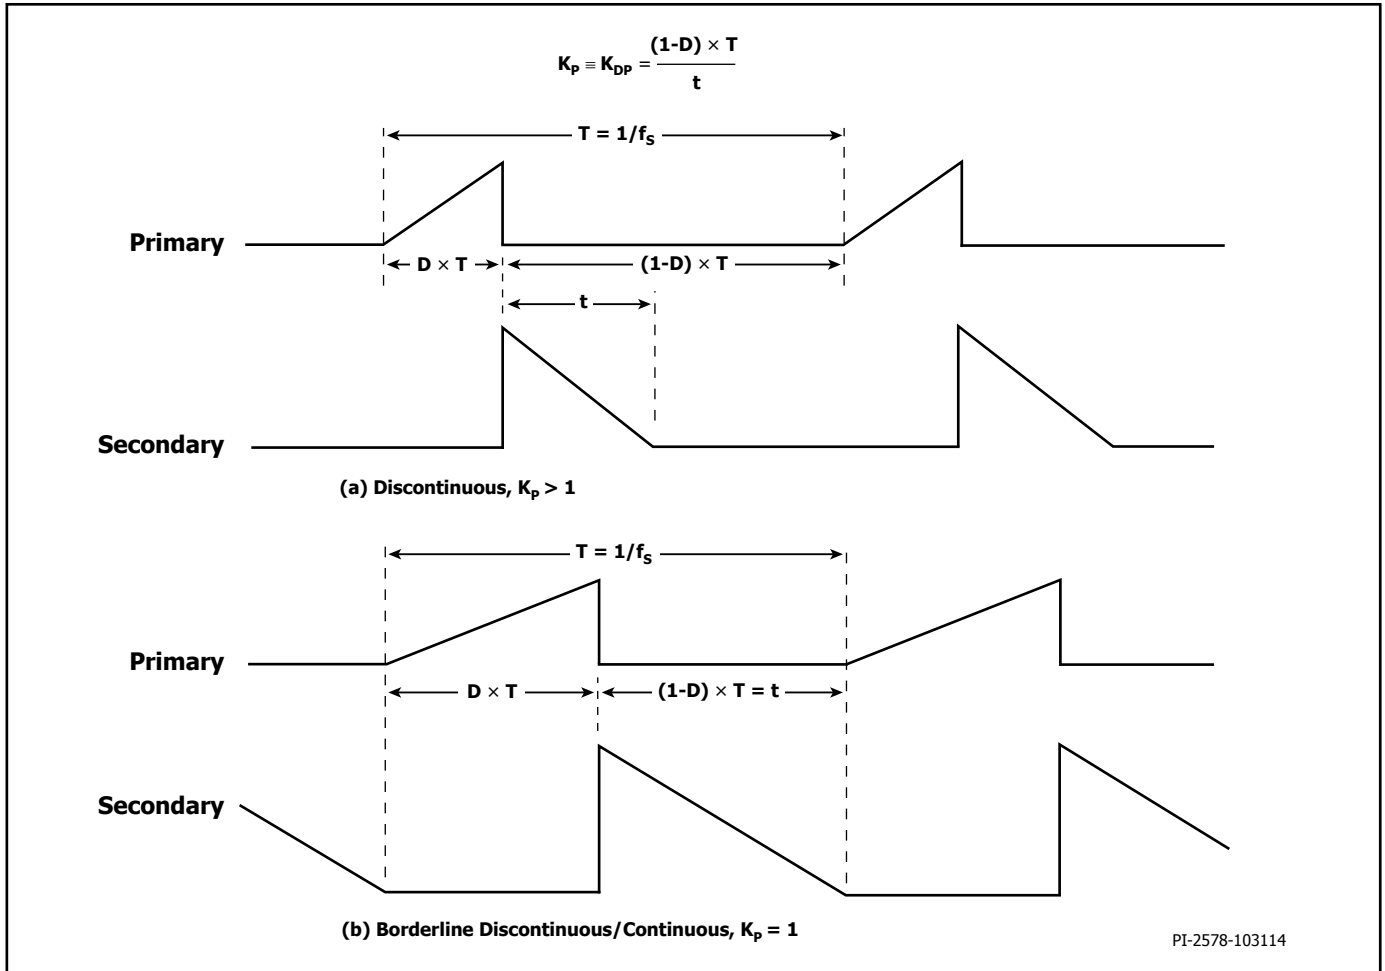 K_P ≡ K_DP = (1-D) × T / t
T = 1/f_S
Primary
D × T
(1-D) × T
t
Secondary
(a) Discontinuous, K_P > 1
T = 1/f_S
Primary
D × T
(1-D) × T = t
Secondary
(b) Borderline Discontinuous/Continuous, K_P = 1
PI-2578-103114